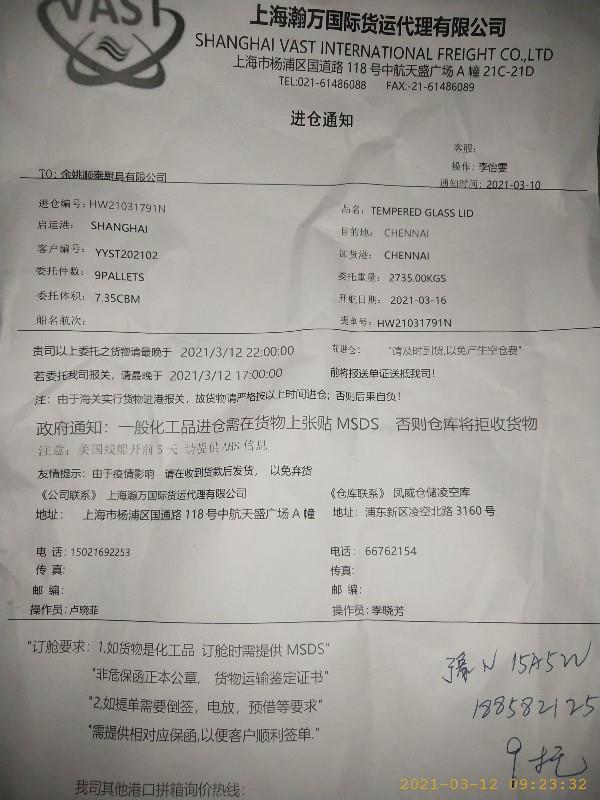 VAST
上海瀚万国际货运代理有限公司
SHANGHAI VAST INTERNATIONAL FREIGHT CO.,LTD
上海市杨浦区国道路 118 号中航天盛广场 A 幢 21C-21D
TEL:021-61486088 FAX:-21-61486089
进仓通知
客服:
操作: 李怡雯
TO: 余姚顺泰厨具有限公司
通知时间: 2021-03-10
进仓编号: HW21031791N
品名: TEMPERED GLASS LID
启运港: SHANGHAI
目的地: CHENNAI
客户编号: YYST202102
卸货港: CHENNAI
委托件数: 9PALLETS
委托重量: 2735.00KGS
委托体积: 7.35CBM
开航日期: 2021-03-16
船名航次:
提单号: HW21031791N
贵司以上委托之货物请最晚于 2021/3/12 22:00:00 前进仓: "请及时到货,以免产生空仓费"
若委托我司报关, 请最晚于 2021/3/12 17:00:00 前将报送单证送抵我司!
注: 由于海关实行货物进港报关, 故货物请严格按以上时间进仓; 否则后果自负!
政府通知: 一般化工品进仓需在货物上张贴 MSDS 否则仓库将拒收货物
注意: 美国线船开前 5 天 请提供 AMS 信息
友情提示: 由于疫情影响 请在收到货款后发货, 以免弃货
《公司联系》 上海瀚万国际货运代理有限公司
《仓库联系》 凤威仓储凌空库
地址: 上海市杨浦区国通路 118 号中航天盛广场 A 幢
地址: 浦东新区凌空北路 3160 号
电 话: 15021692253
电话: 66762154
传 真:
传真:
邮 编:
邮 编:
操作员: 卢晓菲
操作员: 季晓芳
"订舱要求: 1,如货物是化工品 订舱时需提供 MSDS"
"非危保函正本公章, 货物运输鉴定证书"
"2,如提单需要倒签, 电放, 预借等要求"
"需提供相对应保函,以便客户顺利签单."
豫N 15A5W
188582125
9托
我司其他港口拼箱询价热线:
2021-03-12 09:23:32